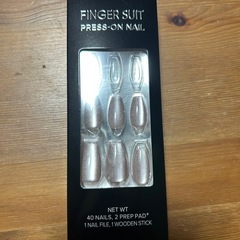 FINGER SUIT
PRESS-ON NAIL
NET WT
40 NAILS, 2 PREP PAD*
1 NAIL FILE, 1 WOODEN STICK